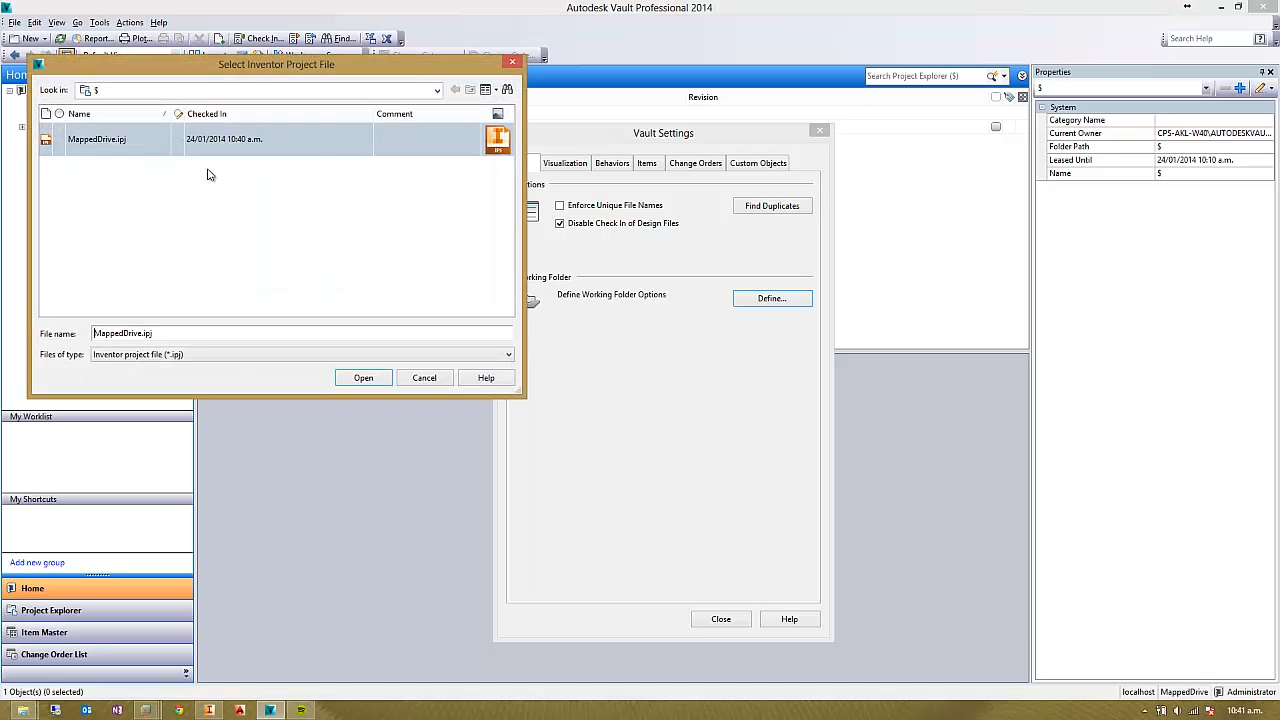 Autodesk Vault Professional 2014
File Edit View Go Tools Actions Help
New Report... Plot... Check In... Find...
Search Help
Select Inventor Project File
Look in: $
Name / Checked In Comment
MappedDrive.ipj 24/01/2014 10:40 a.m.
IPJ
File name: MappedDrive.ipj
Files of type: Inventor project file (*.ipj)
Open Cancel Help
Search Project Explorer ($)
Revision
Vault Settings
Visualization Behaviors Items Change Orders Custom Objects
Enforce Unique File Names Find Duplicates
Disable Check In of Design Files
Define Working Folder Options Define...
Close Help
Properties
$
System
Category Name
Current Owner CPS-AKL-W40\AUTODESKVAU...
Folder Path $
Leased Until 24/01/2014 10:10 a.m.
Name $
My Worklist
My Shortcuts
Add new group
Home
Project Explorer
Item Master
Change Order List
1 Object(s) (0 selected)
localhost MappedDrive Administrator
10:41 a.m.